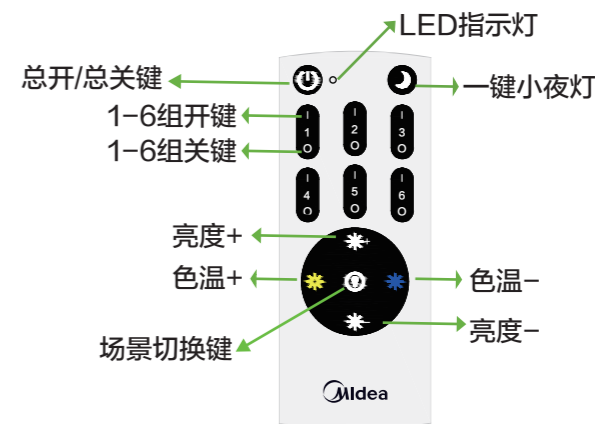 LED指示灯
总开/总关键
一键小夜灯
1-6组开键
1-6组关键
I 1 O
I 2 O
I 3 O
I 4 O
I 5 O
I 6 O
亮度+
色温+
色温-
亮度-
场景切换键
Midea